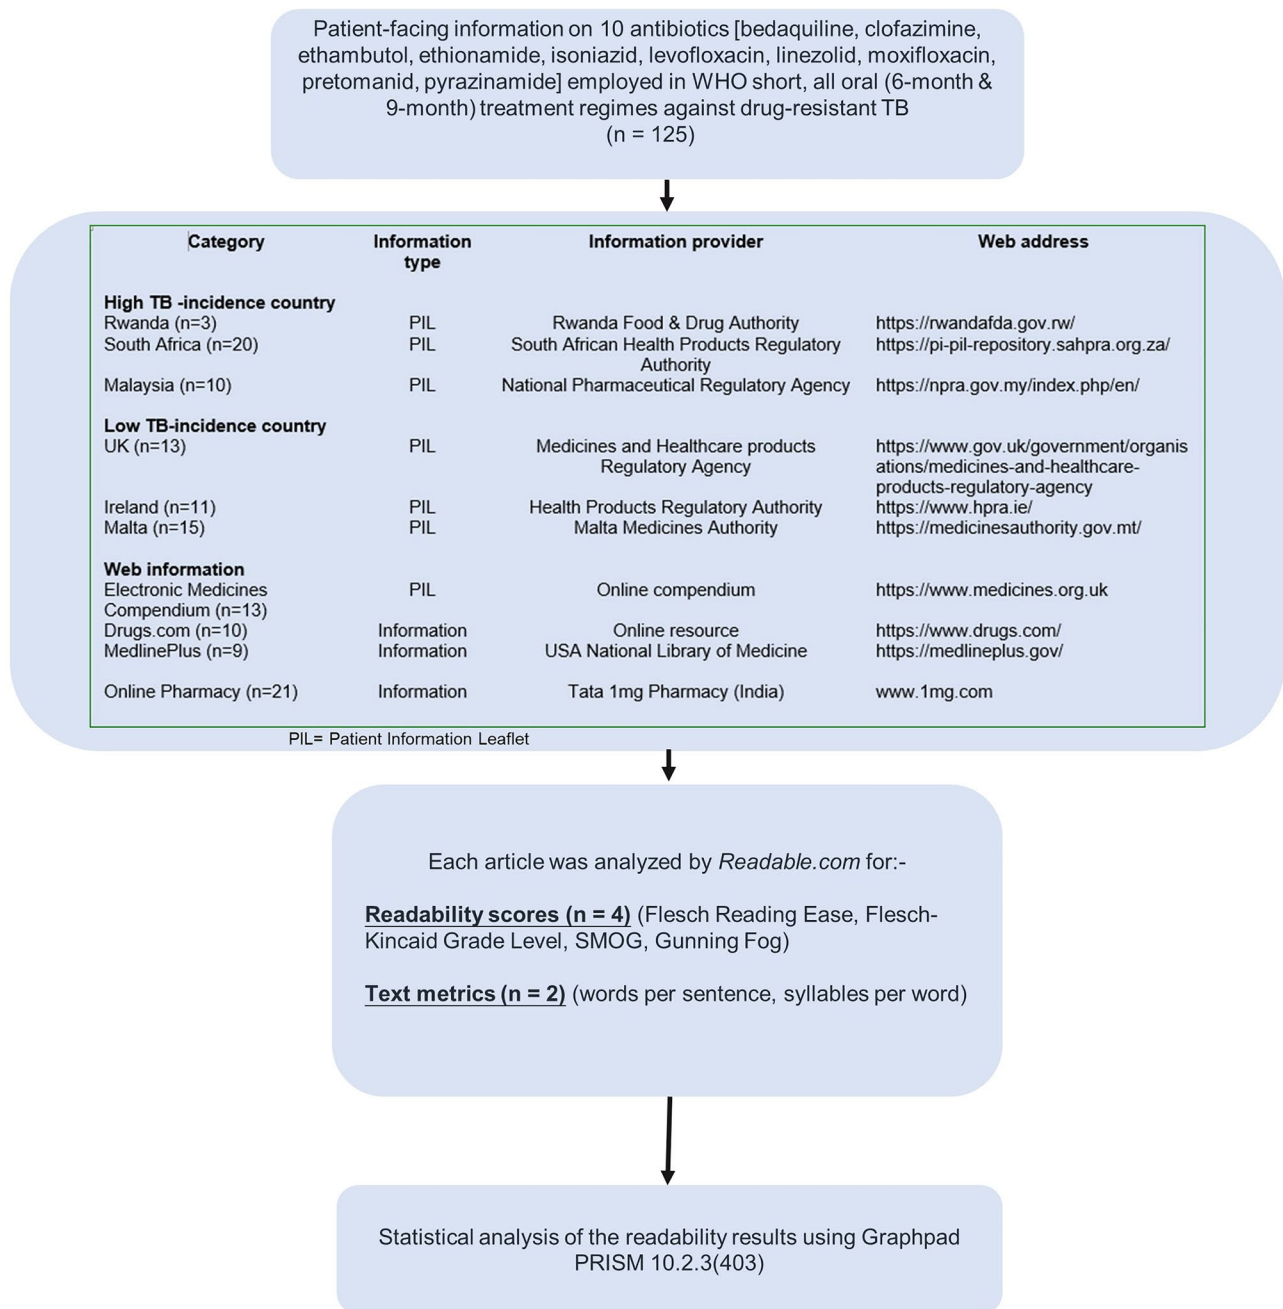 Patient-facing information on 10 antibiotics [bedaquiline, clofazimine,
ethambutol, ethionamide, isoniazid, levofloxacin, linezolid, moxifloxacin,
pretomanid, pyrazinamide] employed in WHO short, all oral (6-month &
9-month) treatment regimes against drug-resistant TB
(n = 125)
Category Information type Information provider Web address
High TB -incidence country
Rwanda (n=3) PIL Rwanda Food & Drug Authority https://rwandafda.gov.rw/
South Africa (n=20) PIL South African Health Products Regulatory Authority https://pi-pil-repository.sahpra.org.za/
Malaysia (n=10) PIL National Pharmaceutical Regulatory Agency https://npra.gov.my/index.php/en/
Low TB-incidence country
UK (n=13) PIL Medicines and Healthcare products Regulatory Agency https://www.gov.uk/government/organis
ations/medicines-and-healthcare-
products-regulatory-agency
Ireland (n=11) PIL Health Products Regulatory Authority https://www.hpra.ie/
Malta (n=15) PIL Malta Medicines Authority https://medicinesauthority.gov.mt/
Web information
Electronic Medicines Compendium (n=13) PIL Online compendium https://www.medicines.org.uk
Drugs.com (n=10) Information Online resource https://www.drugs.com/
MedlinePlus (n=9) Information USA National Library of Medicine https://medlineplus.gov/
Online Pharmacy (n=21) Information Tata 1mg Pharmacy (India) www.1mg.com
PIL= Patient Information Leaflet
Each article was analyzed by Readable.com for:-
Readability scores (n = 4) (Flesch Reading Ease, Flesch-
Kincaid Grade Level, SMOG, Gunning Fog)
Text metrics (n = 2) (words per sentence, syllables per word)
Statistical analysis of the readability results using Graphpad
PRISM 10.2.3(403)